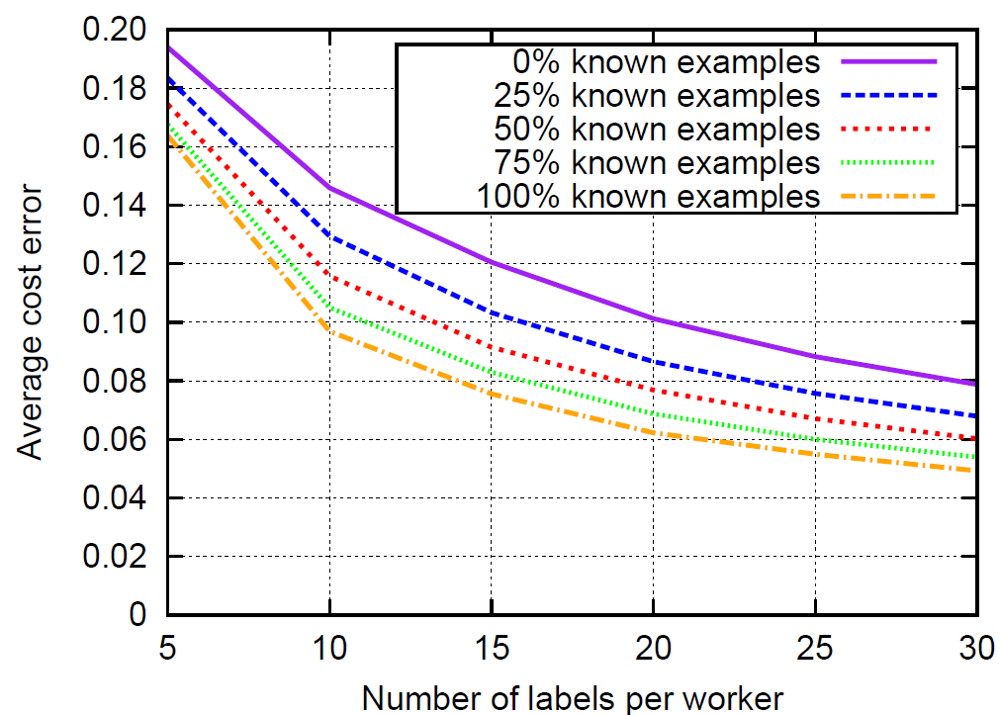 0.20
0.18
0.16
0.14
0.12
0.10
0.08
0.06
0.04
0.02
0
Average cost error
0% known examples
25% known examples
50% known examples
75% known examples
100% known examples
5 10 15 20 25 30
Number of labels per worker